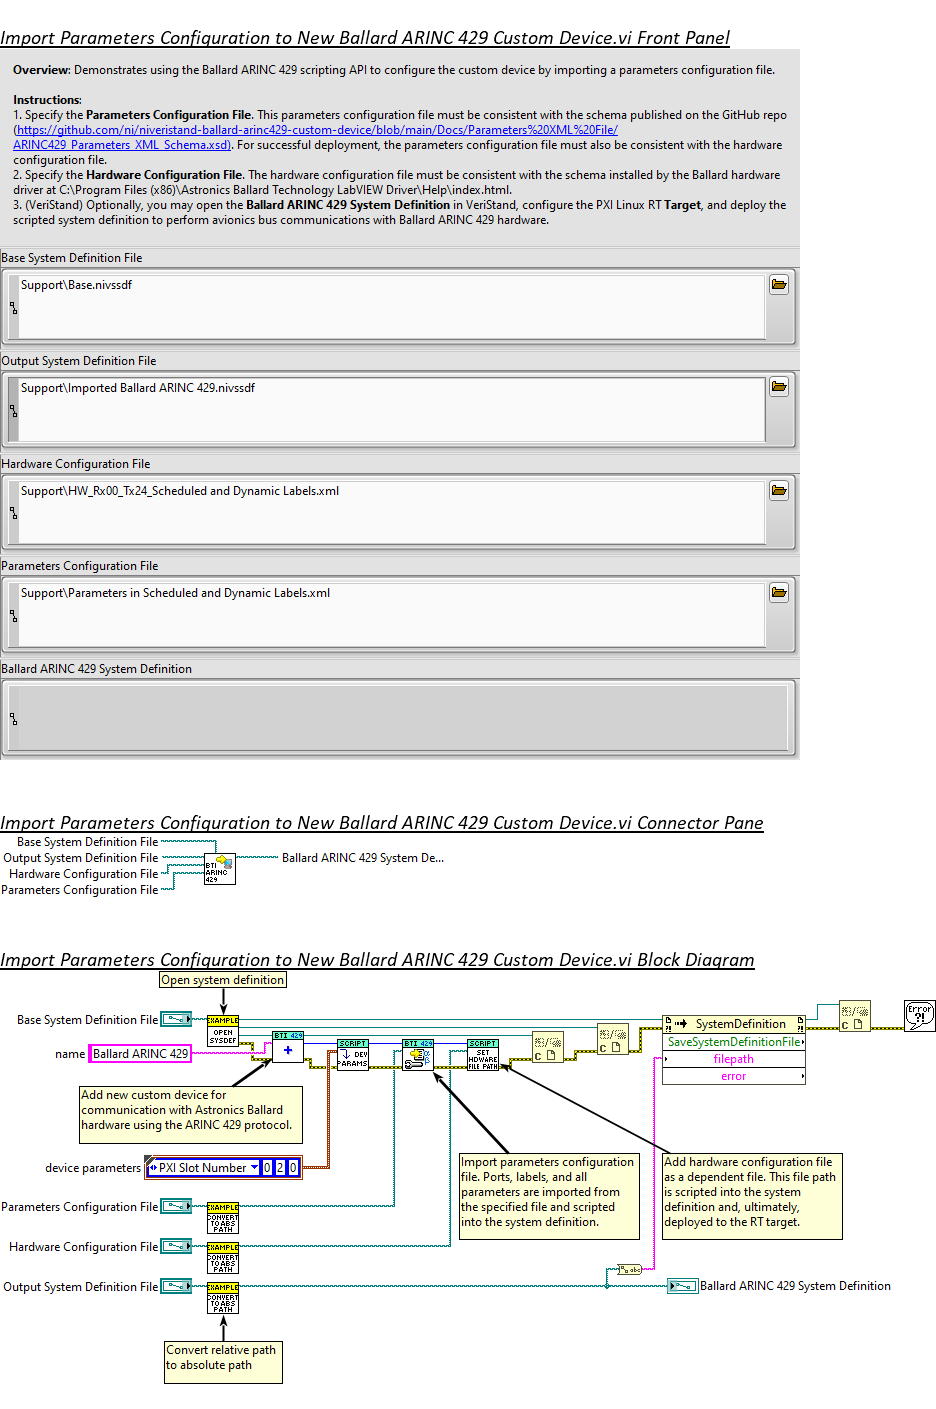 Import Parameters Configuration to New Ballard ARINC 429 Custom Device.vi Front Panel
Overview: Demonstrates using the Ballard ARINC 429 scripting API to configure the custom device by importing a parameters configuration file.
Instructions:
1. Specify the Parameters Configuration File. This parameters configuration file must be consistent with the schema published on the GitHub repo
(https://github.com/ni/niveristand-ballard-arinc429-custom-device/blob/main/Docs/Parameters%20XML%20File/
ARINC429_Parameters_XML_Schema.xsd). For successful deployment, the parameters configuration file must also be consistent with the hardware
configuration file.
2. Specify the Hardware Configuration File. The hardware configuration file must be consistent with the schema installed by the Ballard hardware
driver at C:\Program Files (x86)\Astronics Ballard Technology LabVIEW Driver\Help\index.html.
3. (VeriStand) Optionally, you may open the Ballard ARINC 429 System Definition in VeriStand, configure the PXI Linux RT Target, and deploy the
scripted system definition to perform avionics bus communications with Ballard ARINC 429 hardware.
Base System Definition File
Support\Base.nivssdf
Output System Definition File
Support\Imported Ballard ARINC 429.nivssdf
Hardware Configuration File
Support\HW_Rx00_Tx24_Scheduled and Dynamic Labels.xml
Parameters Configuration File
Support\Parameters in Scheduled and Dynamic Labels.xml
Ballard ARINC 429 System Definition
Import Parameters Configuration to New Ballard ARINC 429 Custom Device.vi Connector Pane
Base System Definition File
Output System Definition File
Hardware Configuration File
Parameters Configuration File
BTI
ARINC
429
Ballard ARINC 429 System De...
Import Parameters Configuration to New Ballard ARINC 429 Custom Device.vi Block Diagram
Open system definition
Base System Definition File
EXAMPLE
OPEN
SYSDEF
name
Ballard ARINC 429
BTI 429
+
SCRIPT
DEV
PARAMS
BTI 429
α
β
SCRIPT
SET
HDWARE
FILE PATH
C
C
SystemDefinition
SaveSystemDefinitionFile
filepath
error
C
Error
?!
Add new custom device for
communication with Astronics Ballard
hardware using the ARINC 429 protocol.
device parameters
PXI Slot Number
0
2
0
Import parameters configuration
file. Ports, labels, and all
parameters are imported from
the specified file and scripted
into the system definition.
Add hardware configuration file
as a dependent file. This file path
is scripted into the system
definition and, ultimately,
deployed to the RT target.
Parameters Configuration File
EXAMPLE
CONVERT
TO ABS
PATH
Hardware Configuration File
EXAMPLE
CONVERT
TO ABS
PATH
Output System Definition File
EXAMPLE
CONVERT
TO ABS
PATH
abc
Ballard ARINC 429 System Definition
Convert relative path
to absolute path